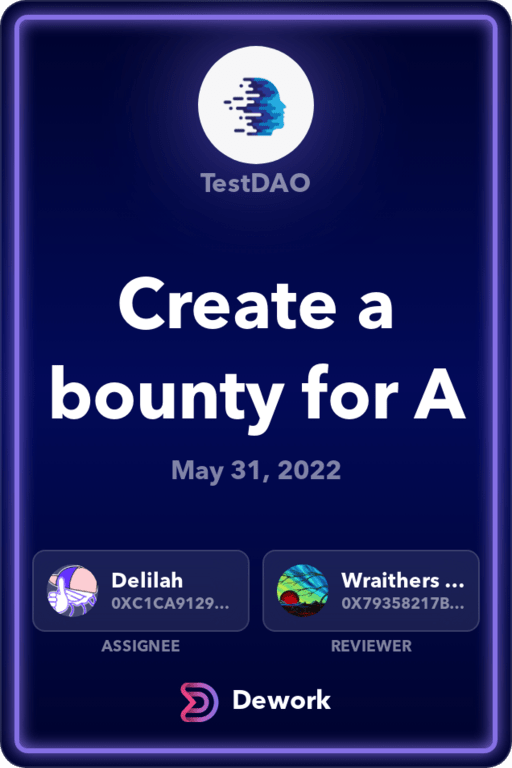 TestDAO
Create a
bounty for A
May 31, 2022
Delilah
0XC1CA9129...
ASSIGNEE
Wraithers ...
0X79358217B...
REVIEWER
Dework